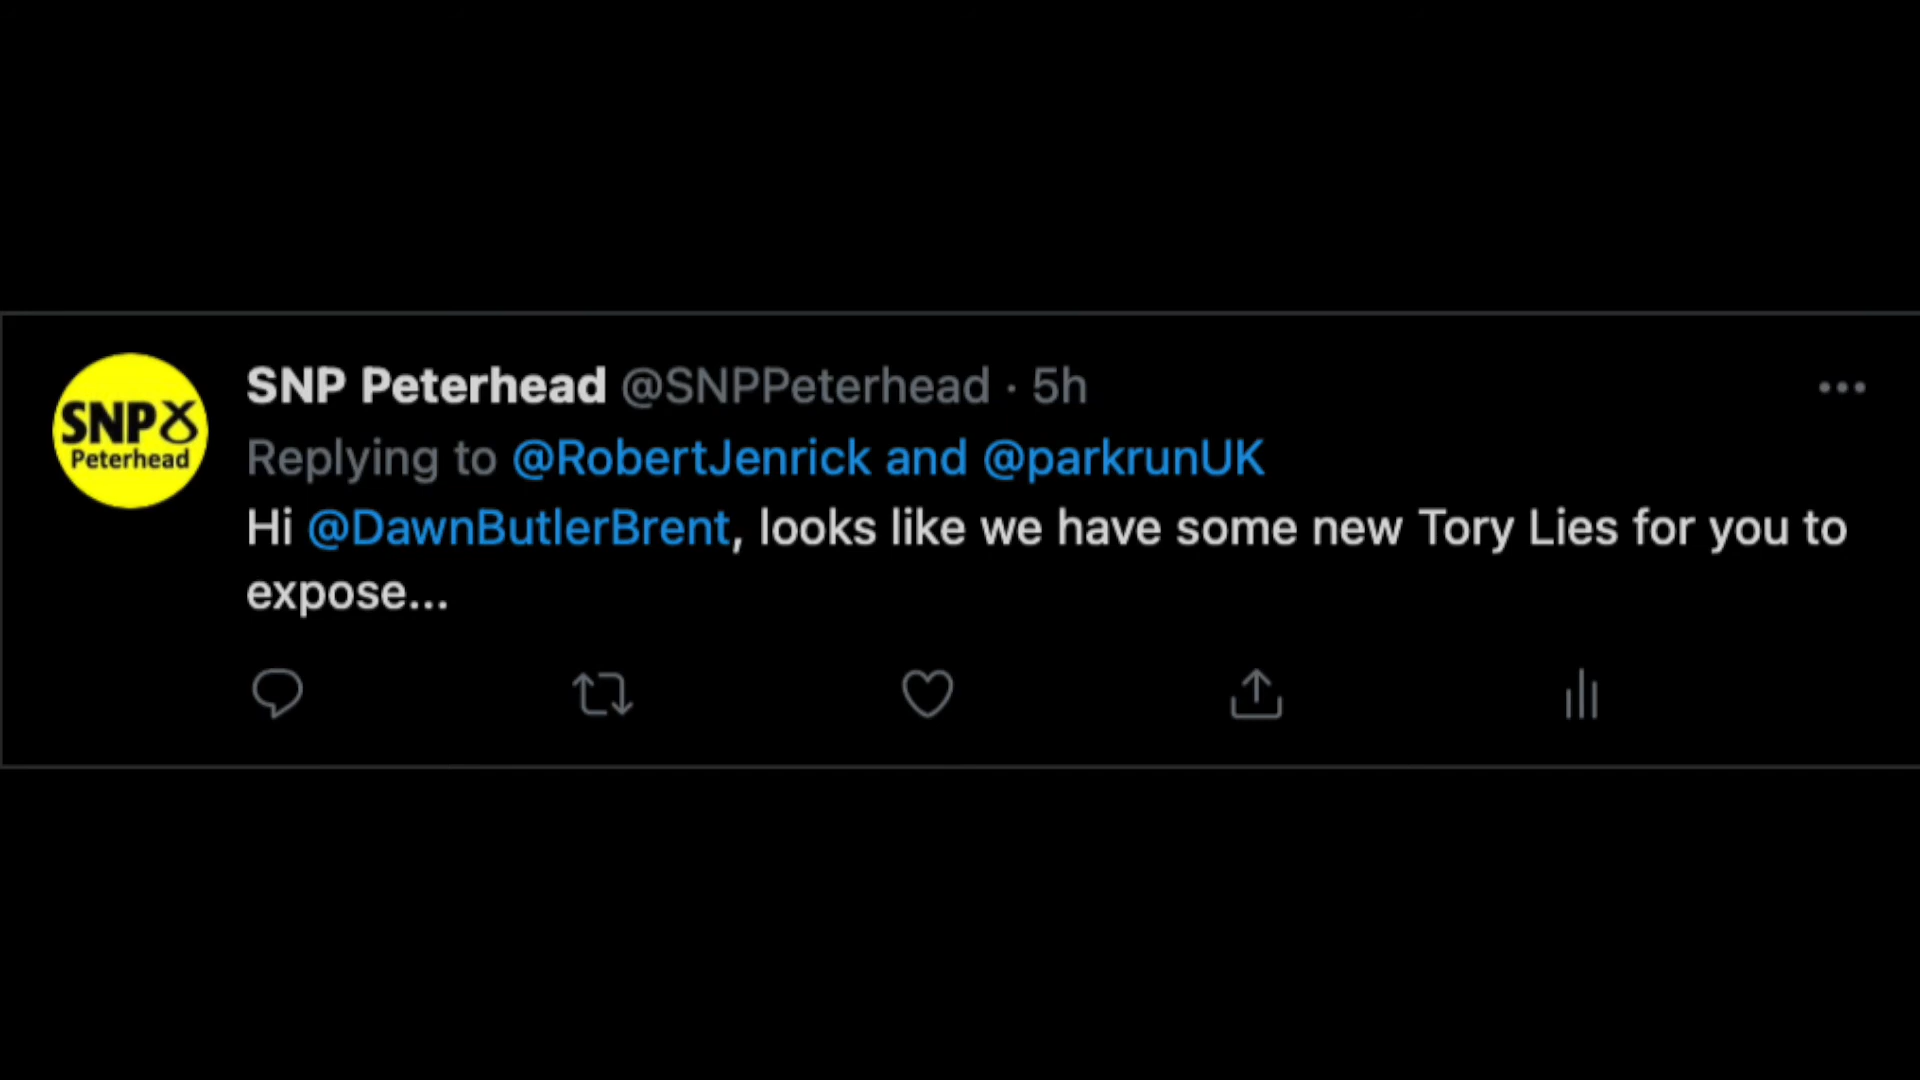 SNP
Peterhead
SNP Peterhead @SNPPeterhead · 5h
Replying to @RobertJenrick and @parkrunUK
Hi @DawnButlerBrent, looks like we have some new Tory Lies for you to
expose...